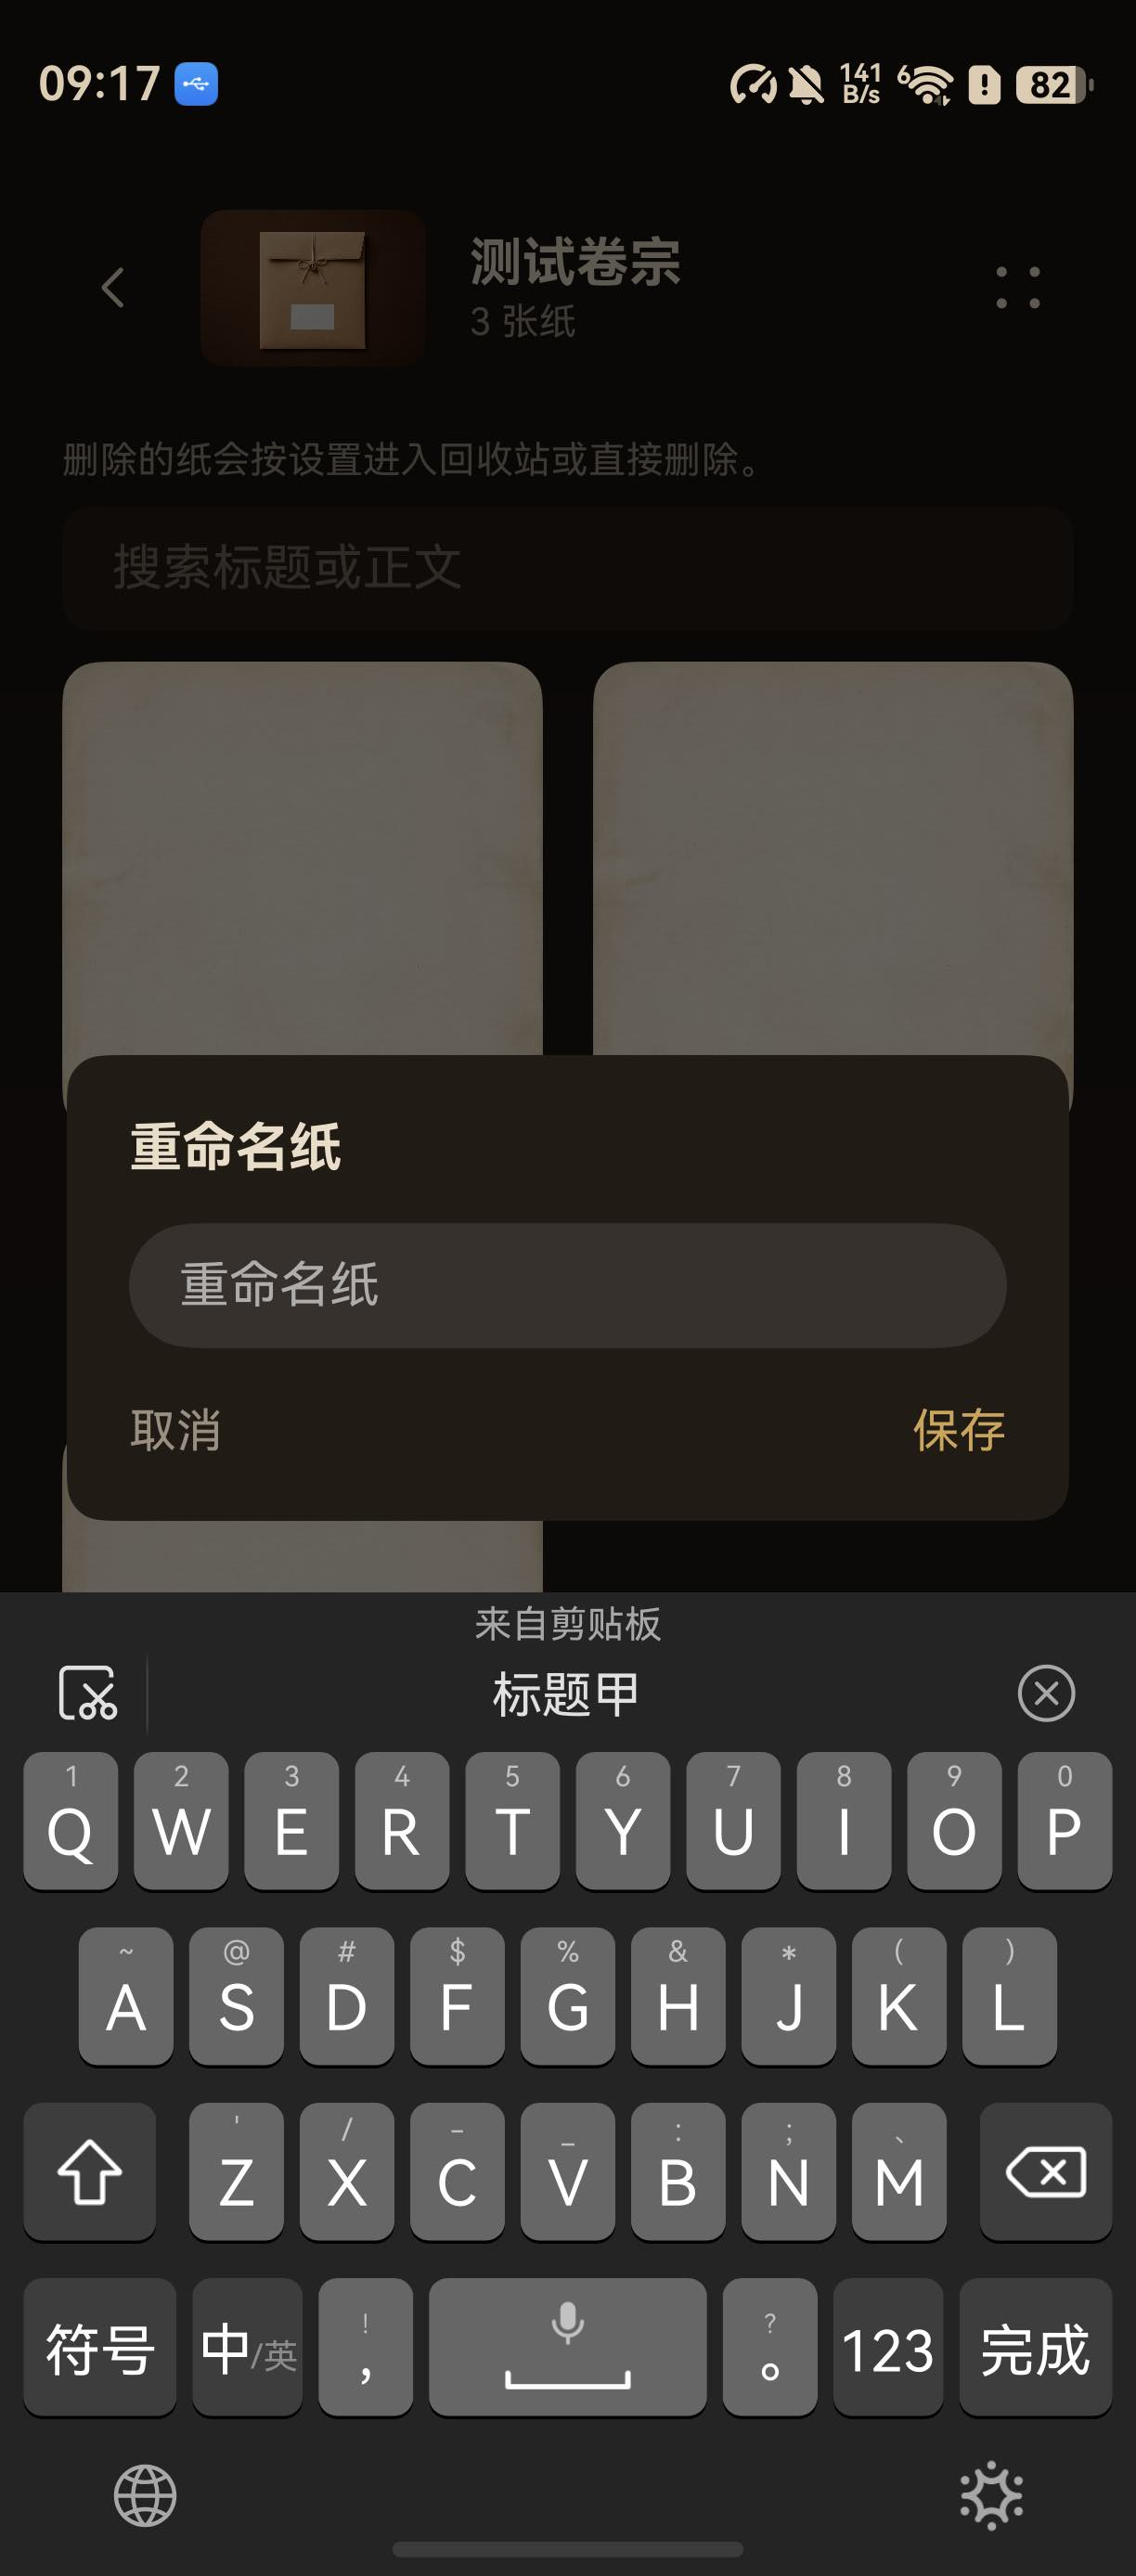 09:17
141 B/s
6
82
测试卷宗
3 张纸
删除的纸会按设置进入回收站或直接删除。
搜索标题或正文
重命名纸
重命名纸
取消
保存
来自剪贴板
标题甲
1 2 3 4 5 6 7 8 9 0
Q W E R T Y U I O P
~ @ # $ % & * ( )
A S D F G H J K L
' / - _ : ; 、
Z X C V B N M
! ?
符号 中/英 ， 。 123 完成